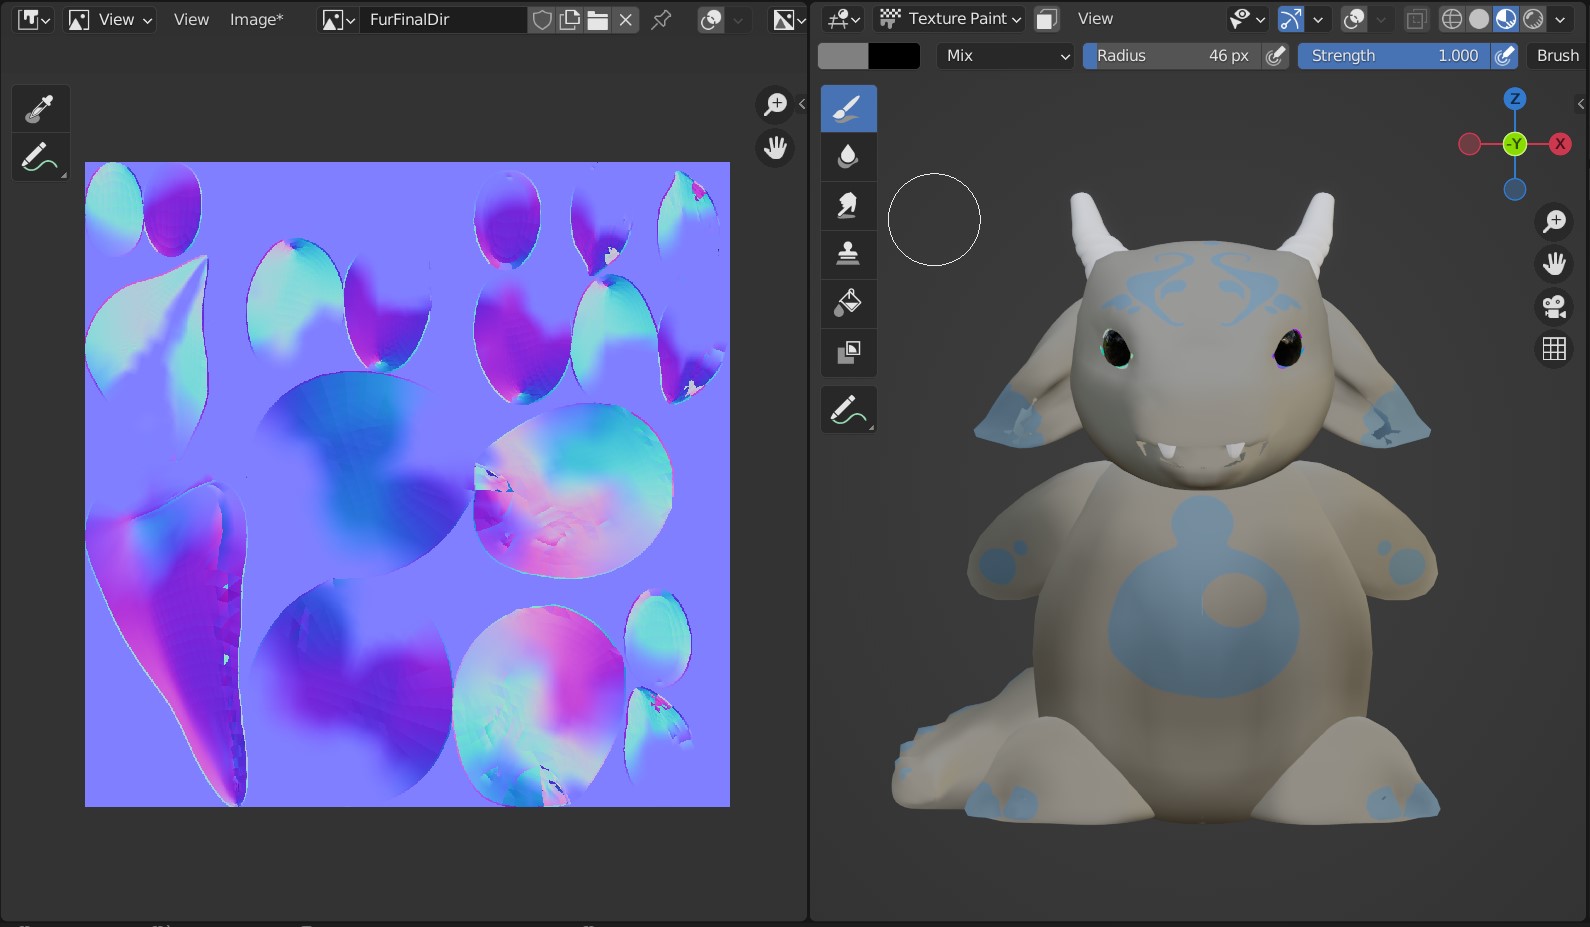 View View Image* FurFinalDir
Texture Paint View
Mix Radius 46 px Strength 1.000 Brush
Z
-Y X